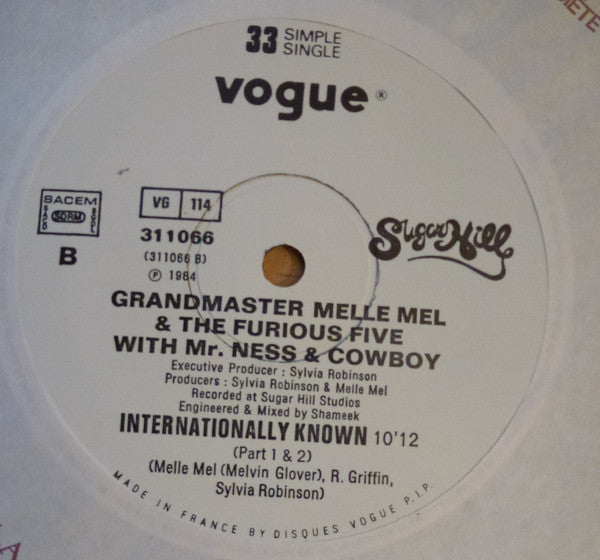 33 SIMPLE
SINGLE
vogue ®
SACEM
SACD SDRM SGDL
VG 114
311066
(311066 B)
℗ 1984
B
Sugar Hill
GRANDMASTER MELLE MEL
& THE FURIOUS FIVE
WITH Mr. NESS & COWBOY
Executive Producer : Sylvia Robinson
Producers : Sylvia Robinson & Melle Mel
Recorded at Sugar Hill Studios
Engineered & Mixed by Shameek
INTERNATIONALLY KNOWN 10'12
(Part 1 & 2)
(Melle Mel (Melvin Glover), R. Griffin,
Sylvia Robinson)
MADE IN FRANCE BY DISQUES VOGUE P.I.P.